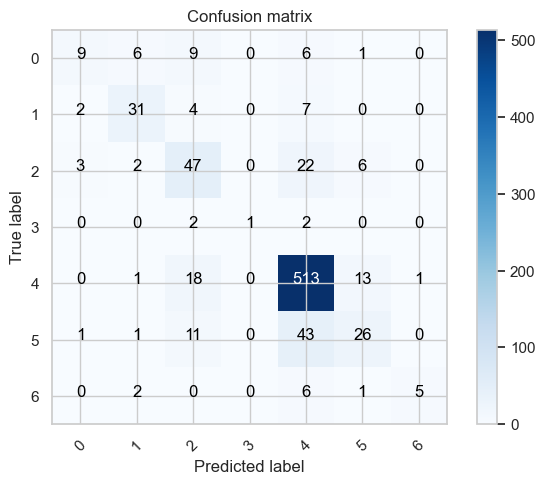 Confusion matrix
0 9 6 9 0 6 1 0
1 2 31 4 0 7 0 0
2 3 2 47 0 22 6 0
3 0 0 2 1 2 0 0
4 0 1 18 0 513 13 1
5 1 1 11 0 43 26 0
6 0 2 0 0 6 1 5
0 1 2 3 4 5 6
True label
Predicted label
500
400
300
200
100
0